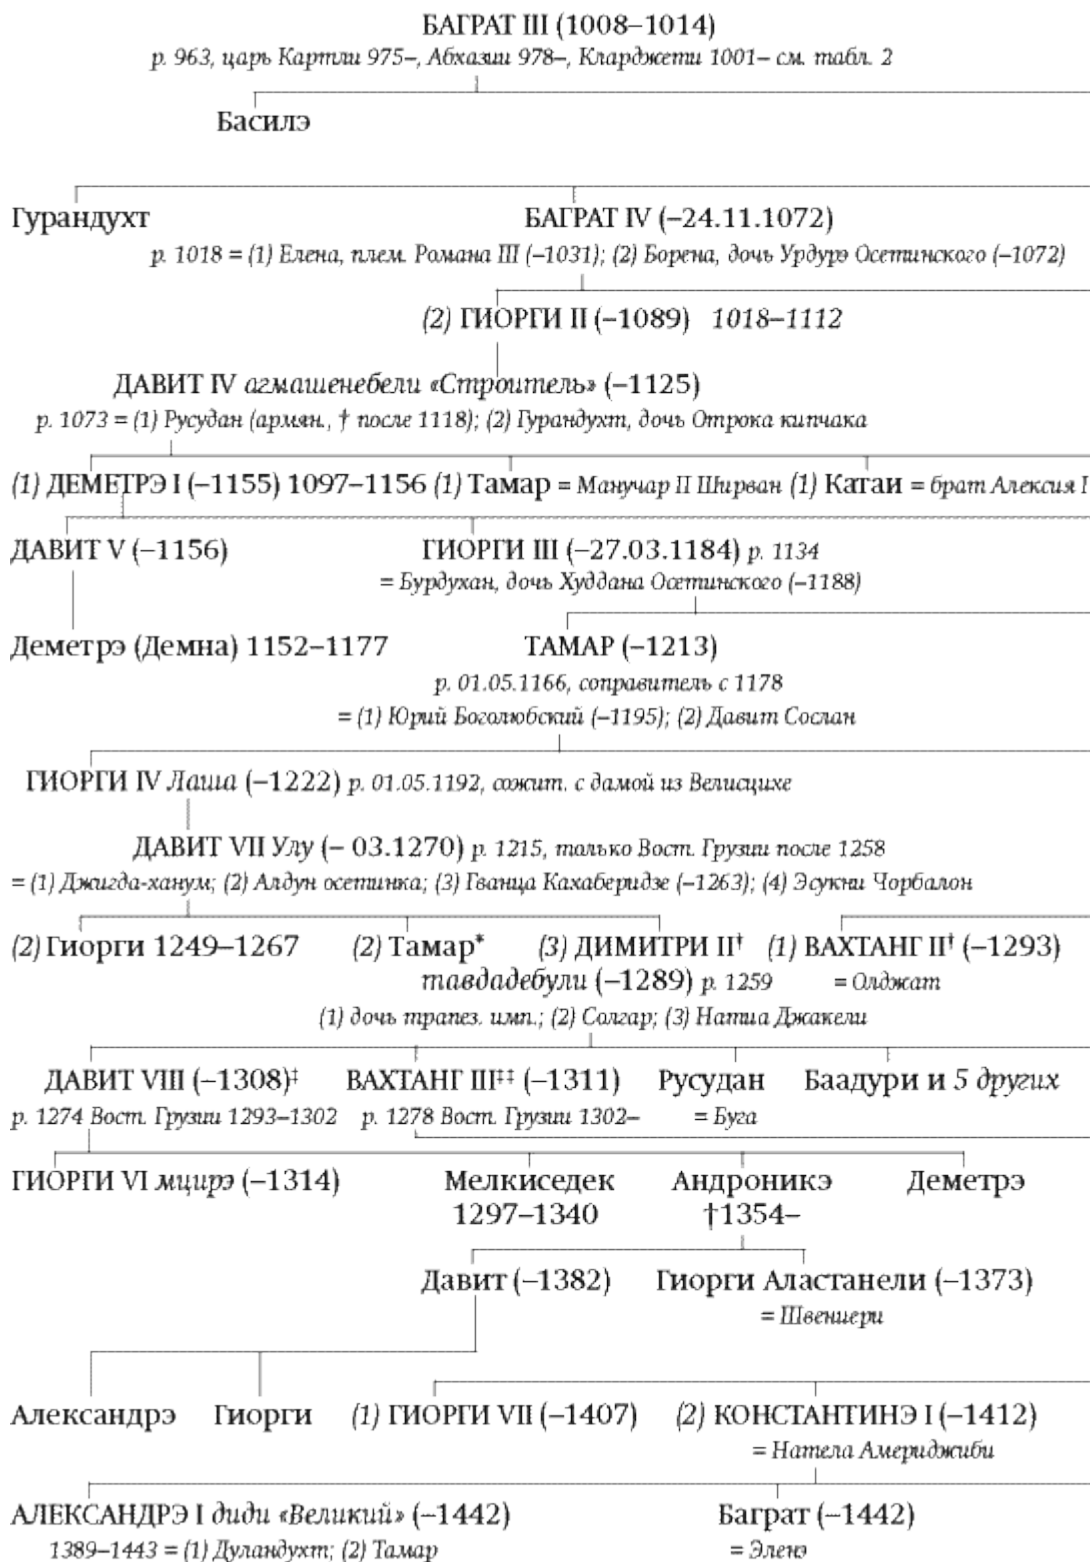 БАГРАТ III (1008–1014)
р. 963, царь Картли 975–, Абхазии 978–, Кларджети 1001– см. табл. 2
Басилэ
Гурандухт БАГРАТ IV (–24.11.1072)
р. 1018 = (1) Елена, плем. Романа III (–1031); (2) Борена, дочь Урдурэ Осетинского (–1072)
(2) ГИОРГИ II (–1089) 1018–1112
ДАВИТ IV агмашенебели «Строитель» (–1125)
р. 1073 = (1) Русудан (армян., † после 1118); (2) Гурандухт, дочь Отрока кипчака
(1) ДЕМЕТРЭ I (–1155) 1097–1156 (1) Тамар = Манучар II Ширван (1) Катаи = брат Алексия I
ДАВИТ V (–1156) ГИОРГИ III (–27.03.1184) р. 1134
= Бурдухан, дочь Худдана Осетинского (–1188)
Деметрэ (Демна) 1152–1177 ТАМАР (–1213)
р. 01.05.1166, соправитель с 1178
= (1) Юрий Боголюбский (–1195); (2) Давит Сослан
ГИОРГИ IV Лаша (–1222) р. 01.05.1192, сожит. с дамой из Велисцихе
ДАВИТ VII Улу (– 03.1270) р. 1215, только Вост. Грузии после 1258
= (1) Джигда-ханум; (2) Алдун осетинка; (3) Гванца Кахаберидзе (–1263); (4) Эсукни Чорбалон
(2) Гиорги 1249–1267 (2) Тамар* (3) ДИМИТРИ II† (1) ВАХТАНГ II† (–1293)
тавдадебули (–1289) р. 1259 = Олджат
(1) дочь трапез. имп.; (2) Солгар; (3) Натиа Джакели
ДАВИТ VIII (–1308)‡ ВАХТАНГ III‡‡ (–1311) Русудан Баадури и 5 других
р. 1274 Вост. Грузии 1293–1302 р. 1278 Вост. Грузии 1302– = Буга
ГИОРГИ VI мцирэ (–1314) Мелкиседек Андроникэ Деметрэ
1297–1340 †1354–
Давит (–1382) Гиорги Аластанели (–1373)
= Швениери
Александрэ Гиорги (1) ГИОРГИ VII (–1407) (2) КОНСТАНТИНЭ I (–1412)
= Натела Америджиби
АЛЕКСАНДРЭ I диди «Великий» (–1442) Баграт (–1442)
1389–1443 = (1) Дуландухт; (2) Тамар = Эленэ